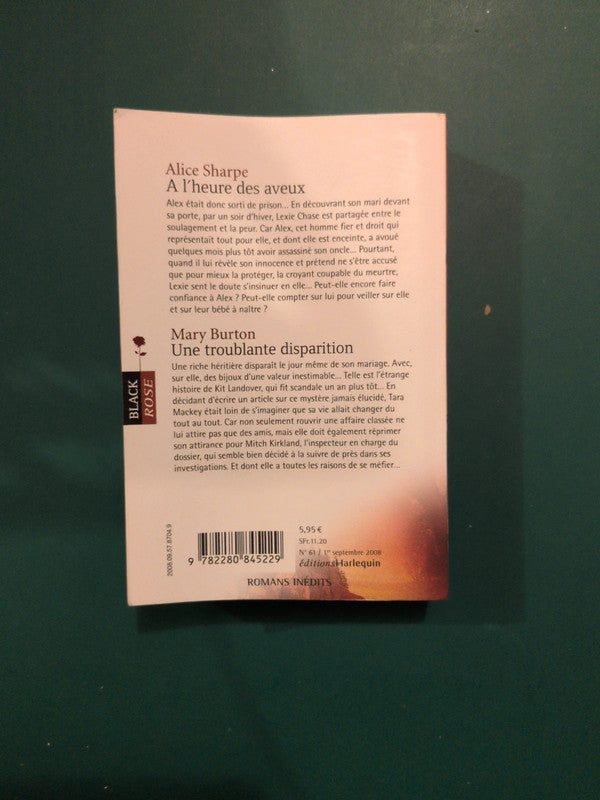 Alice Sharpe
A l'heure des aveux
Alex était donc sorti de prison... En découvrant son mari devant
sa porte, par un soir d'hiver, Lexie Chase est partagée entre le
soulagement et la peur. Car Alex, cet homme fier et droit qui
représentait tout pour elle, et dont elle est enceinte, a avoué
quelques mois plus tôt avoir assassiné son oncle... Pourtant,
quand il lui révèle son innocence et prétend ne s'être accusé
que pour mieux la protéger, la croyant coupable du meurtre,
Lexie sent le doute s'insinuer en elle... Peut-elle encore faire
confiance à Alex ? Peut-elle compter sur lui pour veiller sur elle
et sur leur bébé à naître ?
Mary Burton
Une troublante disparition
Une riche héritière disparaît le jour même de son mariage. Avec,
sur elle, des bijoux d'une valeur inestimable... Telle est l'étrange
histoire de Kit Landover, qui fit scandale un an plus tôt... En
décidant d'écrire un article sur ce mystère jamais élucidé, Tara
Mackey était loin de s'imaginer que sa vie allait changer du
tout au tout. Car non seulement rouvrir une affaire classée ne
lui attire pas que des amis, mais elle doit également réprimer
son attirance pour Mitch Kirkland, l'inspecteur en charge du
dossier, qui semble bien décidé à la suivre de près dans ses
investigations. Et dont elle a toutes les raisons de se méfier...
BLACK
ROSE
2008.09.57.8704.9
9 782280 845229
5,95 €
SFr.11.20
N° 61 / 1er septembre 2008
éditions Harlequin
ROMANS INÉDITS